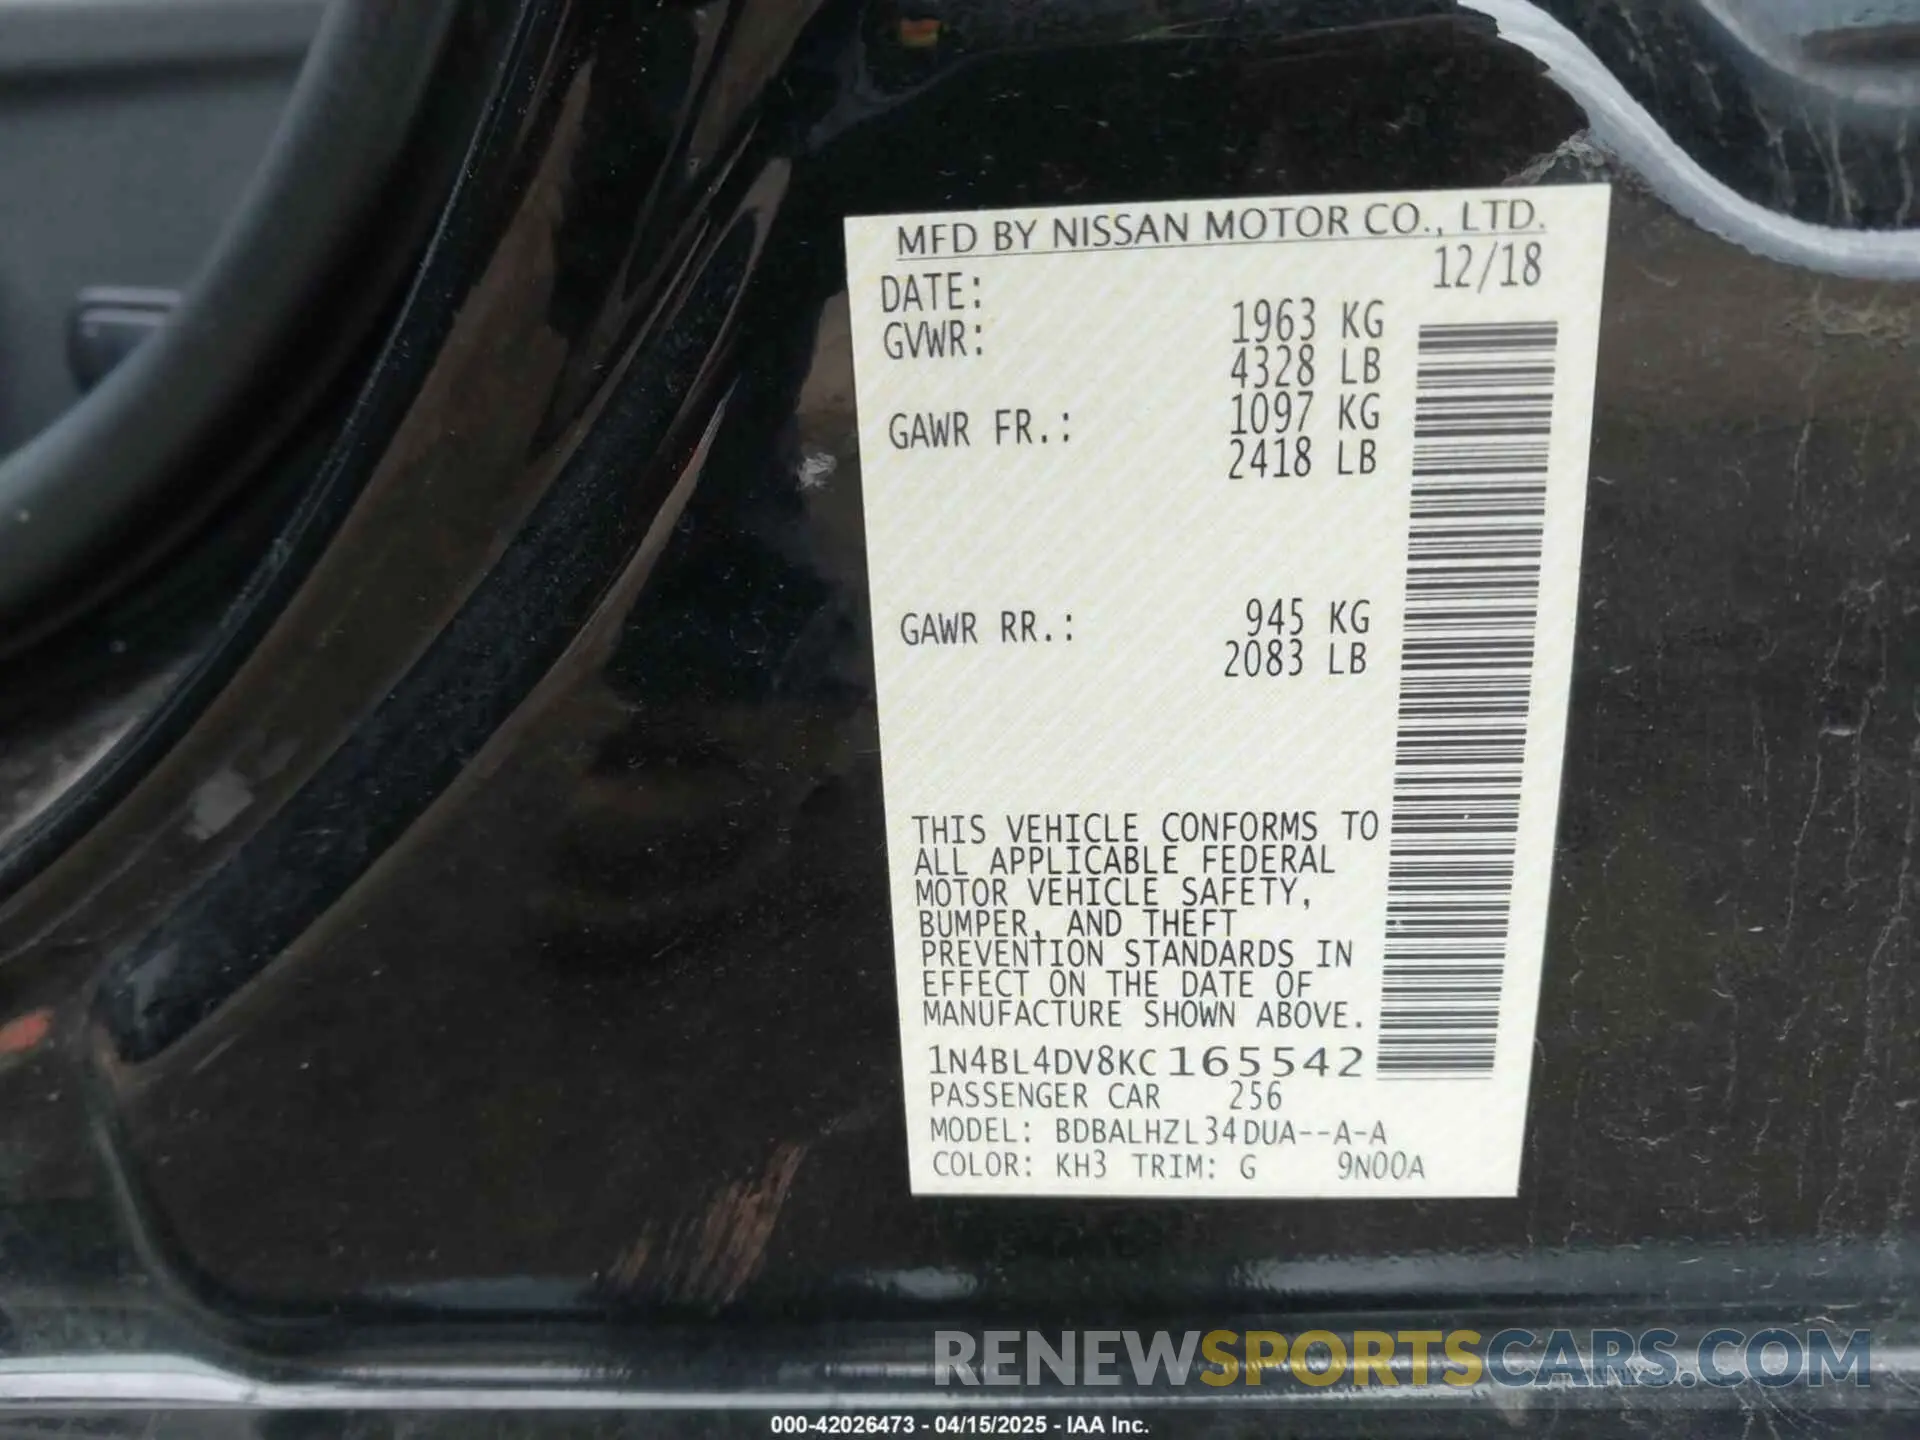 MFD BY NISSAN MOTOR CO., LTD.
DATE: 12/18
GVWR: 1963 KG
4328 LB
GAWR FR.: 1097 KG
2418 LB
GAWR RR.: 945 KG
2083 LB
THIS VEHICLE CONFORMS TO
ALL APPLICABLE FEDERAL
MOTOR VEHICLE SAFETY,
BUMPER, AND THEFT
PREVENTION STANDARDS IN
EFFECT ON THE DATE OF
MANUFACTURE SHOWN ABOVE.
1N4BL4DV8KC165542
PASSENGER CAR 256
MODEL: BDBALHZL34DUA--A-A
COLOR: KH3 TRIM: G 9N00A
RENEWSPORTSCARS.COM
000-42026473 - 04/15/2025 - IAA Inc.